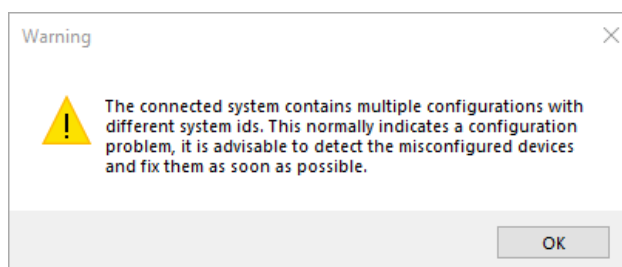 Warning
The connected system contains multiple configurations with
different system ids. This normally indicates a configuration
problem, it is advisable to detect the misconfigured devices
and fix them as soon as possible.
OK